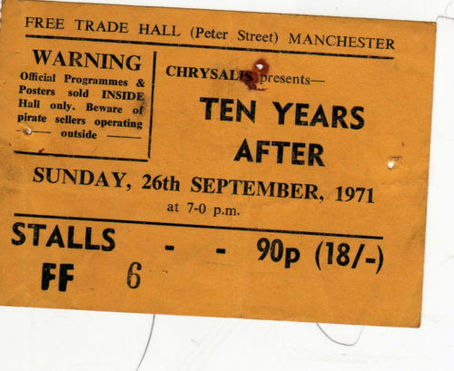 FREE TRADE HALL (Peter Street) MANCHESTER
WARNING
Official Programmes &
Posters sold INSIDE
Hall only. Beware of
pirate sellers operating
— outside —
CHRYSALIS presents—
TEN YEARS
AFTER
SUNDAY, 26th SEPTEMBER, 1971
at 7-0 p.m.
STALLS - - 90p (18/-)
FF 6